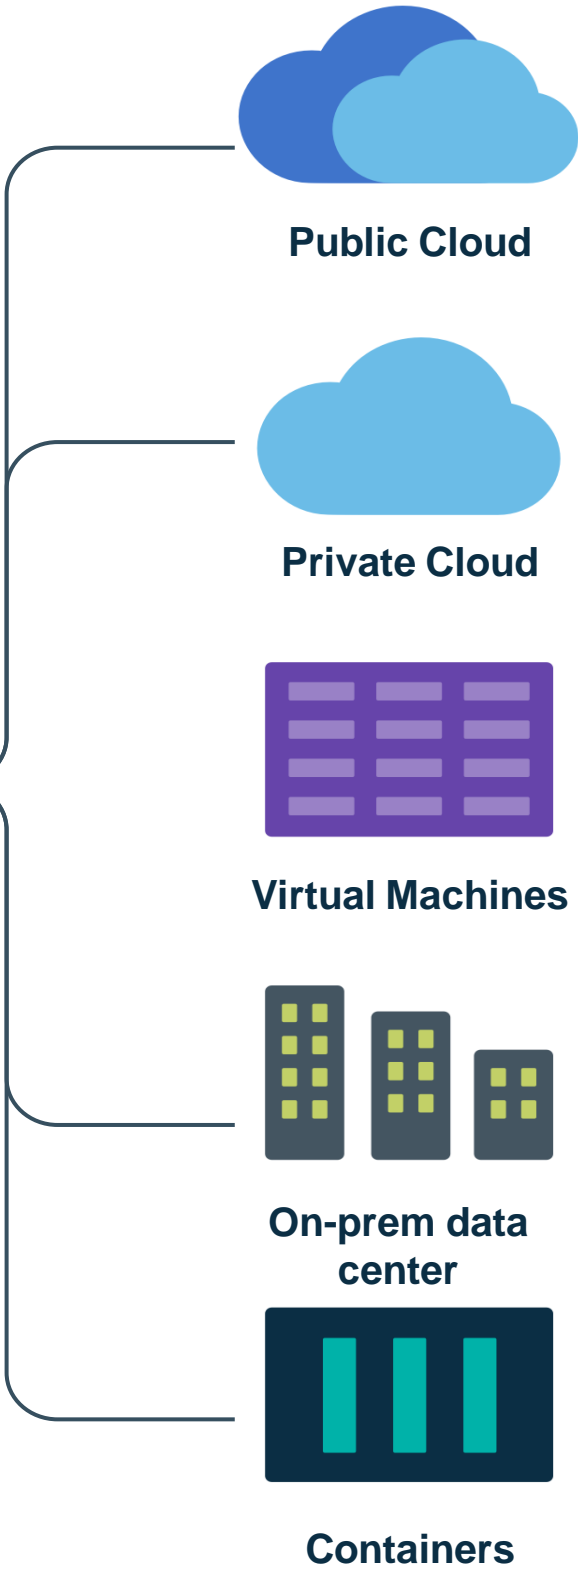 Public Cloud
Private Cloud
Virtual Machines
On-prem data
center
Containers